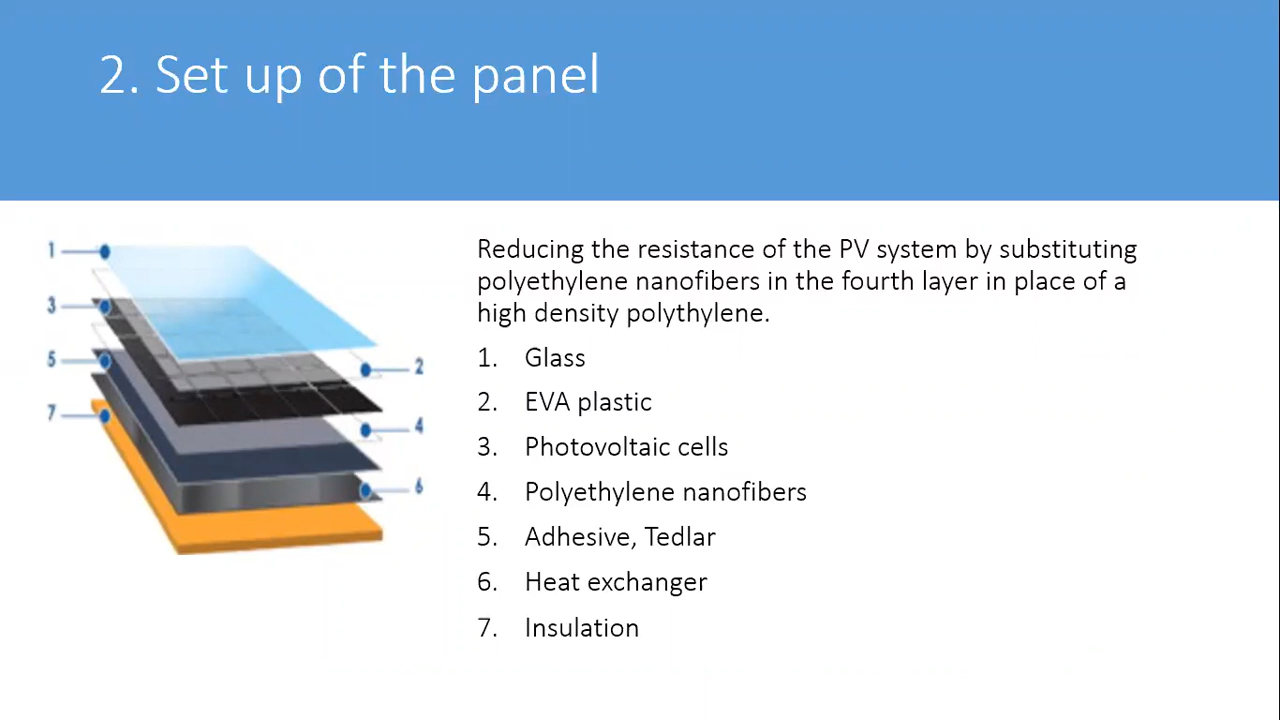 2. Set up of the panel
1
3
5
7
2
4
6
Reducing the resistance of the PV system by substituting
polyethylene nanofibers in the fourth layer in place of a
high density polythylene.
1. Glass
2. EVA plastic
3. Photovoltaic cells
4. Polyethylene nanofibers
5. Adhesive, Tedlar
6. Heat exchanger
7. Insulation